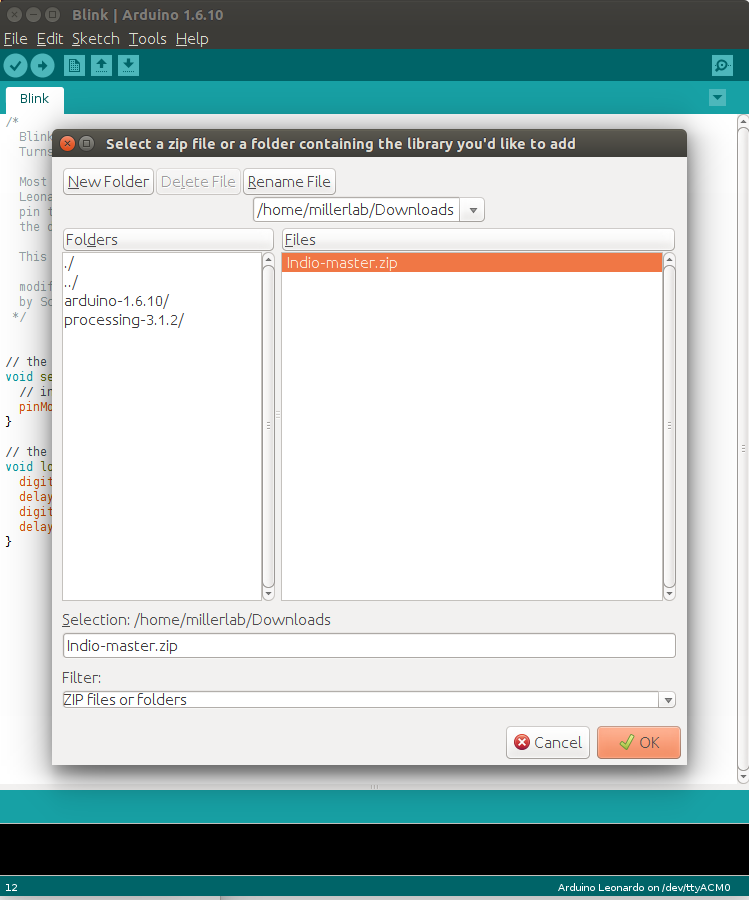 Blink | Arduino 1.6.10
File Edit Sketch Tools Help
Blink
/*
Blink
Turns
Most
Leona
pin t
the d
This
modif
by Sc
*/
// the
void se
// in
pinMo
}
// the
void lo
digit
delay
digit
delay
}
Select a zip file or a folder containing the library you'd like to add
New Folder Delete File Rename File
/home/millerlab/Downloads
Folders Files
./
../
arduino-1.6.10/
processing-3.1.2/
Indio-master.zip
Selection: /home/millerlab/Downloads
Indio-master.zip
Filter:
ZIP files or folders
Cancel OK
12 Arduino Leonardo on /dev/ttyACM0